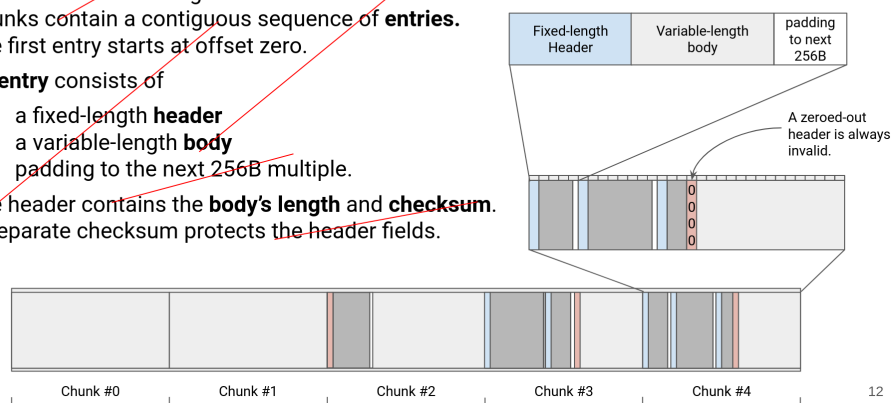 unks contain a contiguous sequence of entries.
e first entry starts at offset zero.
entry consists of
a fixed-length header
a variable-length body
padding to the next 256B multiple.
e header contains the body's length and checksum.
eparate checksum protects the header fields.
Fixed-length
Header
Variable-length
body
padding
to next
256B
A zeroed-out
header is always
invalid.
0
0
0
0
Chunk #0
Chunk #1
Chunk #2
Chunk #3
Chunk #4
12